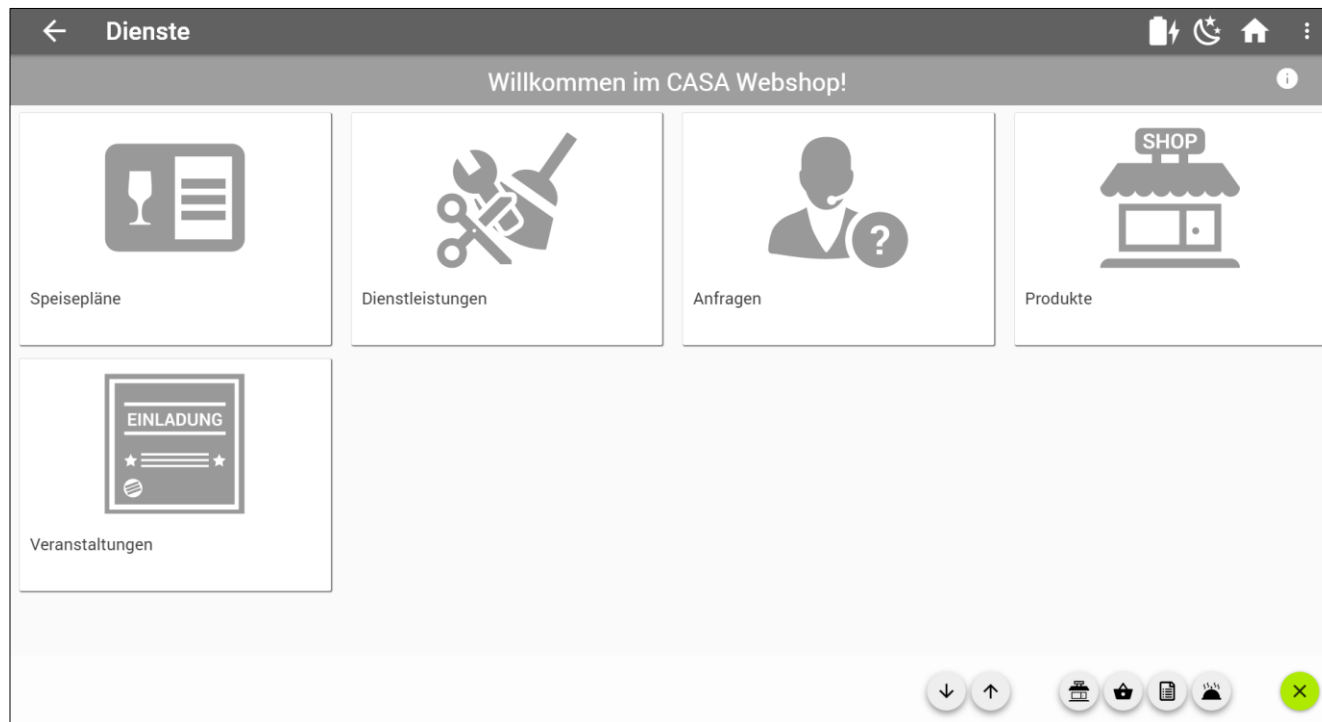 Dienste
Willkommen im CASA Webshop!
SHOP
Speisepläne
Dienstleistungen
?
Anfragen
Produkte
EINLADUNG
Veranstaltungen